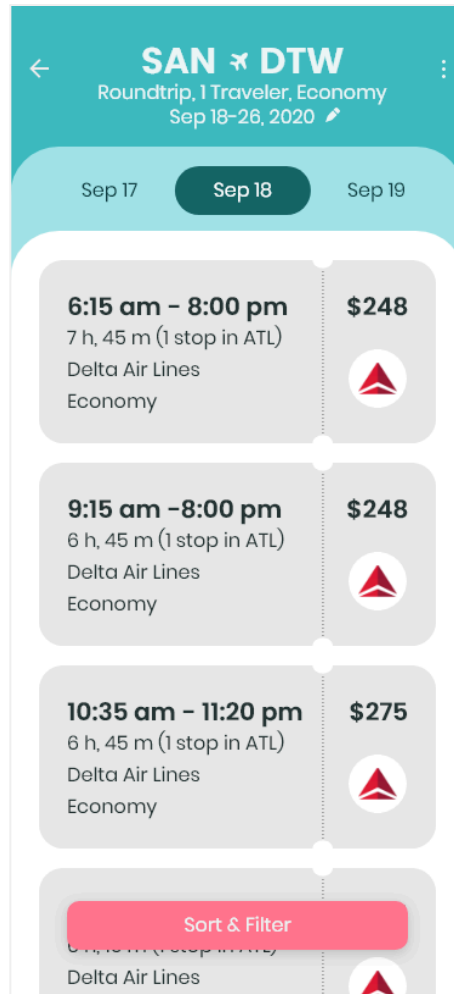 SAN ✈ DTW
Roundtrip, 1 Traveler, Economy
Sep 18-26, 2020
Sep 17 Sep 18 Sep 19
6:15 am - 8:00 pm $248
7 h, 45 m (1 stop in ATL)
Delta Air Lines
Economy
9:15 am -8:00 pm $248
6 h, 45 m (1 stop in ATL)
Delta Air Lines
Economy
10:35 am - 11:20 pm $275
6 h, 45 m (1 stop in ATL)
Delta Air Lines
Economy
Sort & Filter
Delta Air Lines